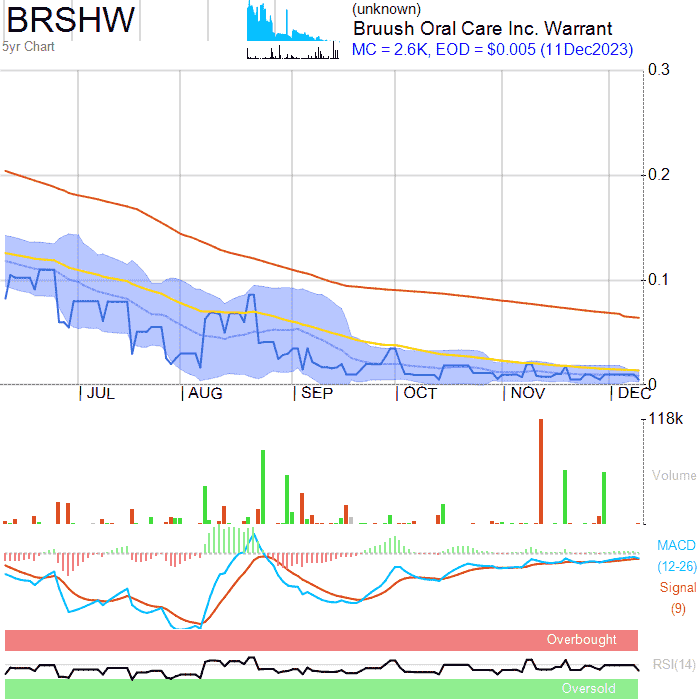 BRSHW
5yr Chart
(unknown)
Bruush Oral Care Inc. Warrant
MC = 2.6K, EOD = $0.005 (11Dec2023)
0.3
0.2
0.1
0
JUL AUG SEP OCT NOV DEC
118k
Volume
MACD
(12-26)
Signal
(9)
Overbought
RSI(14)
Oversold